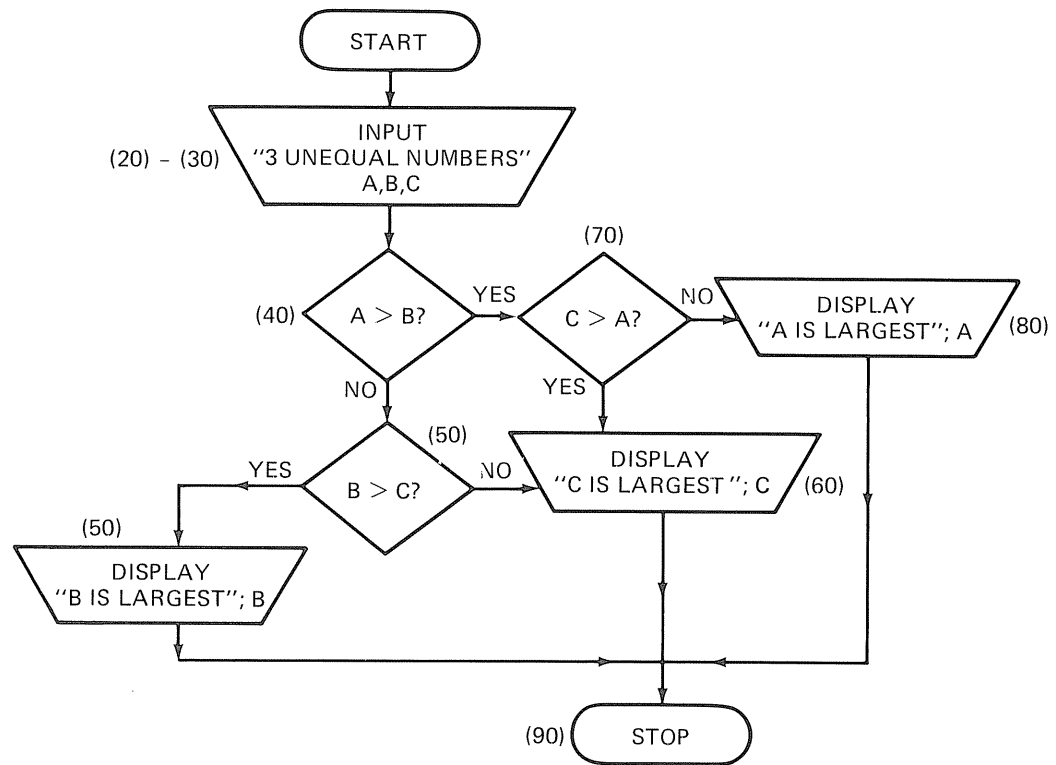 START
INPUT
(20) – (30)
"3 UNEQUAL NUMBERS"
A,B,C
(70)
(40)
A > B?
YES
C > A?
NO
DISPLAY
"A IS LARGEST"; A
(80)
NO
YES
(50)
YES
B > C?
NO
DISPLAY
"C IS LARGEST"; C
(60)
(50)
DISPLAY
"B IS LARGEST"; B
(90)
STOP